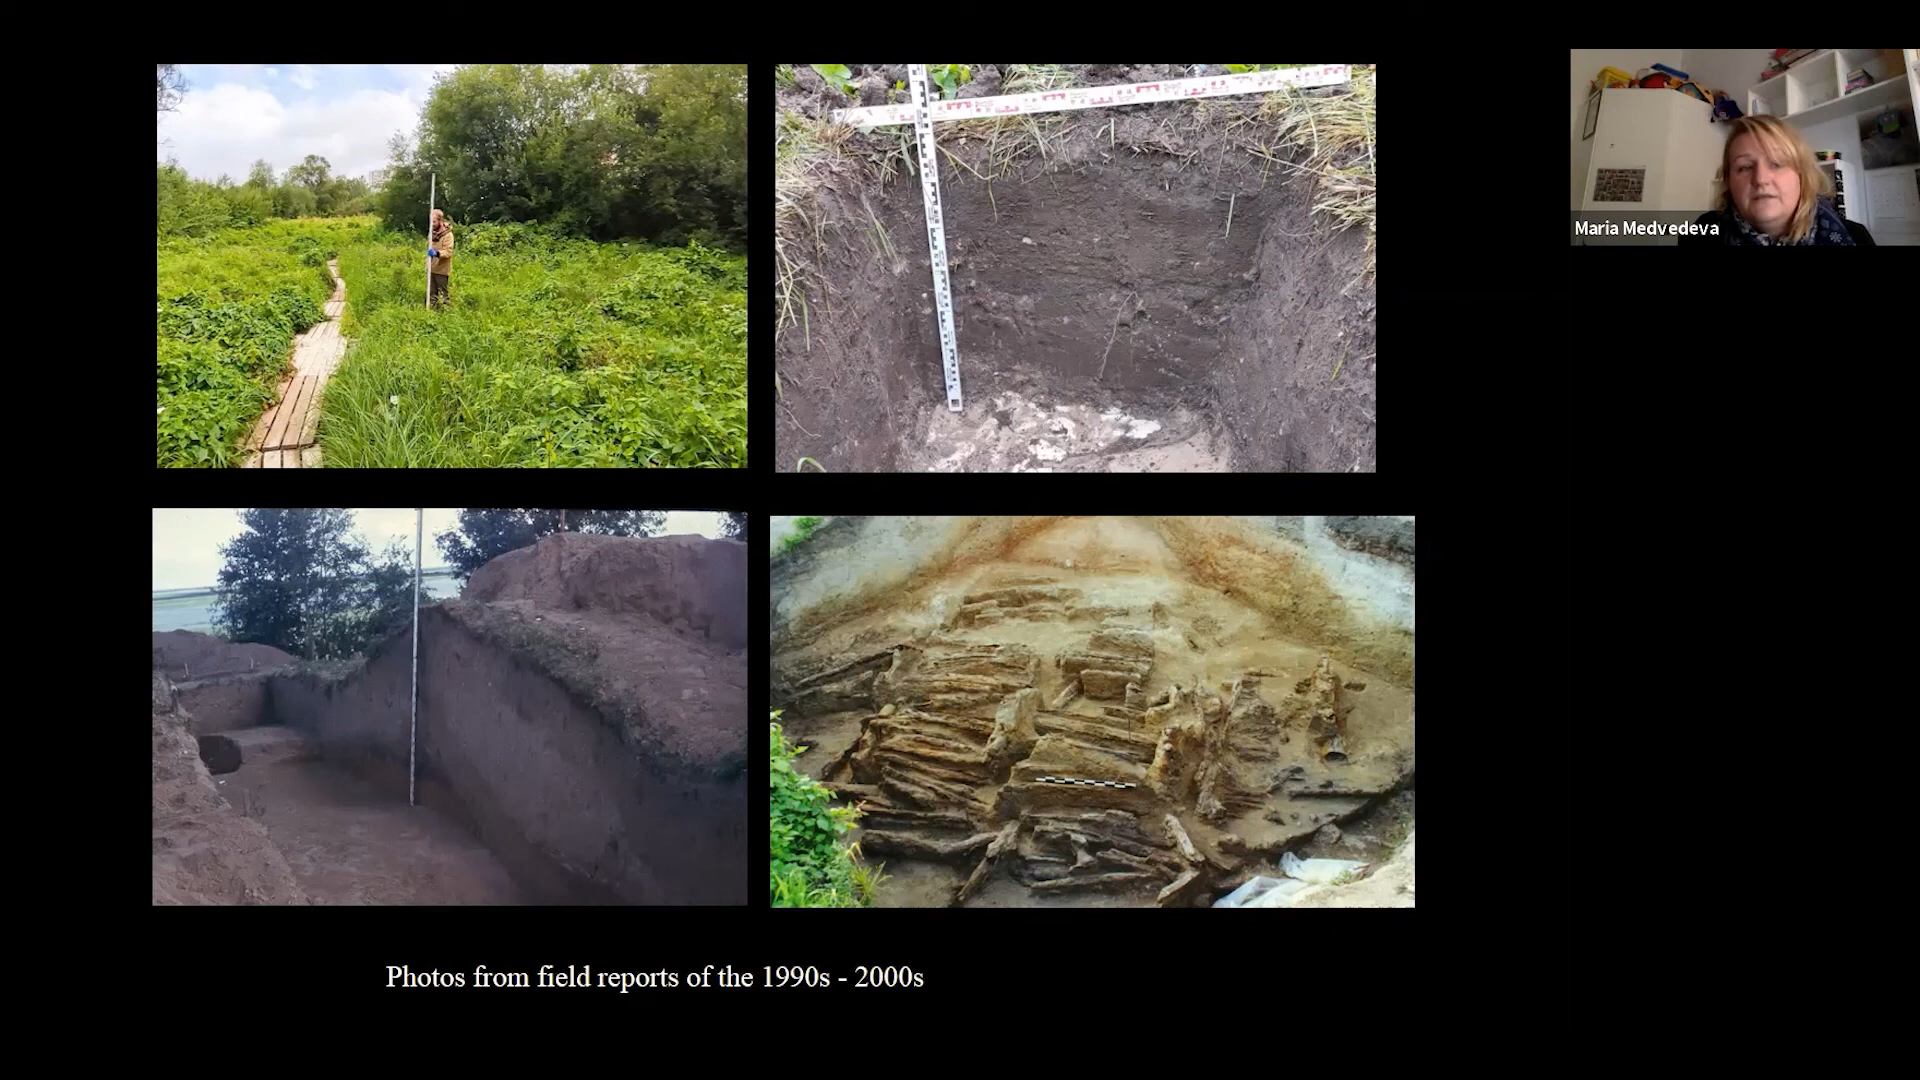 Maria Medvedeva
Photos from field reports of the 1990s - 2000s